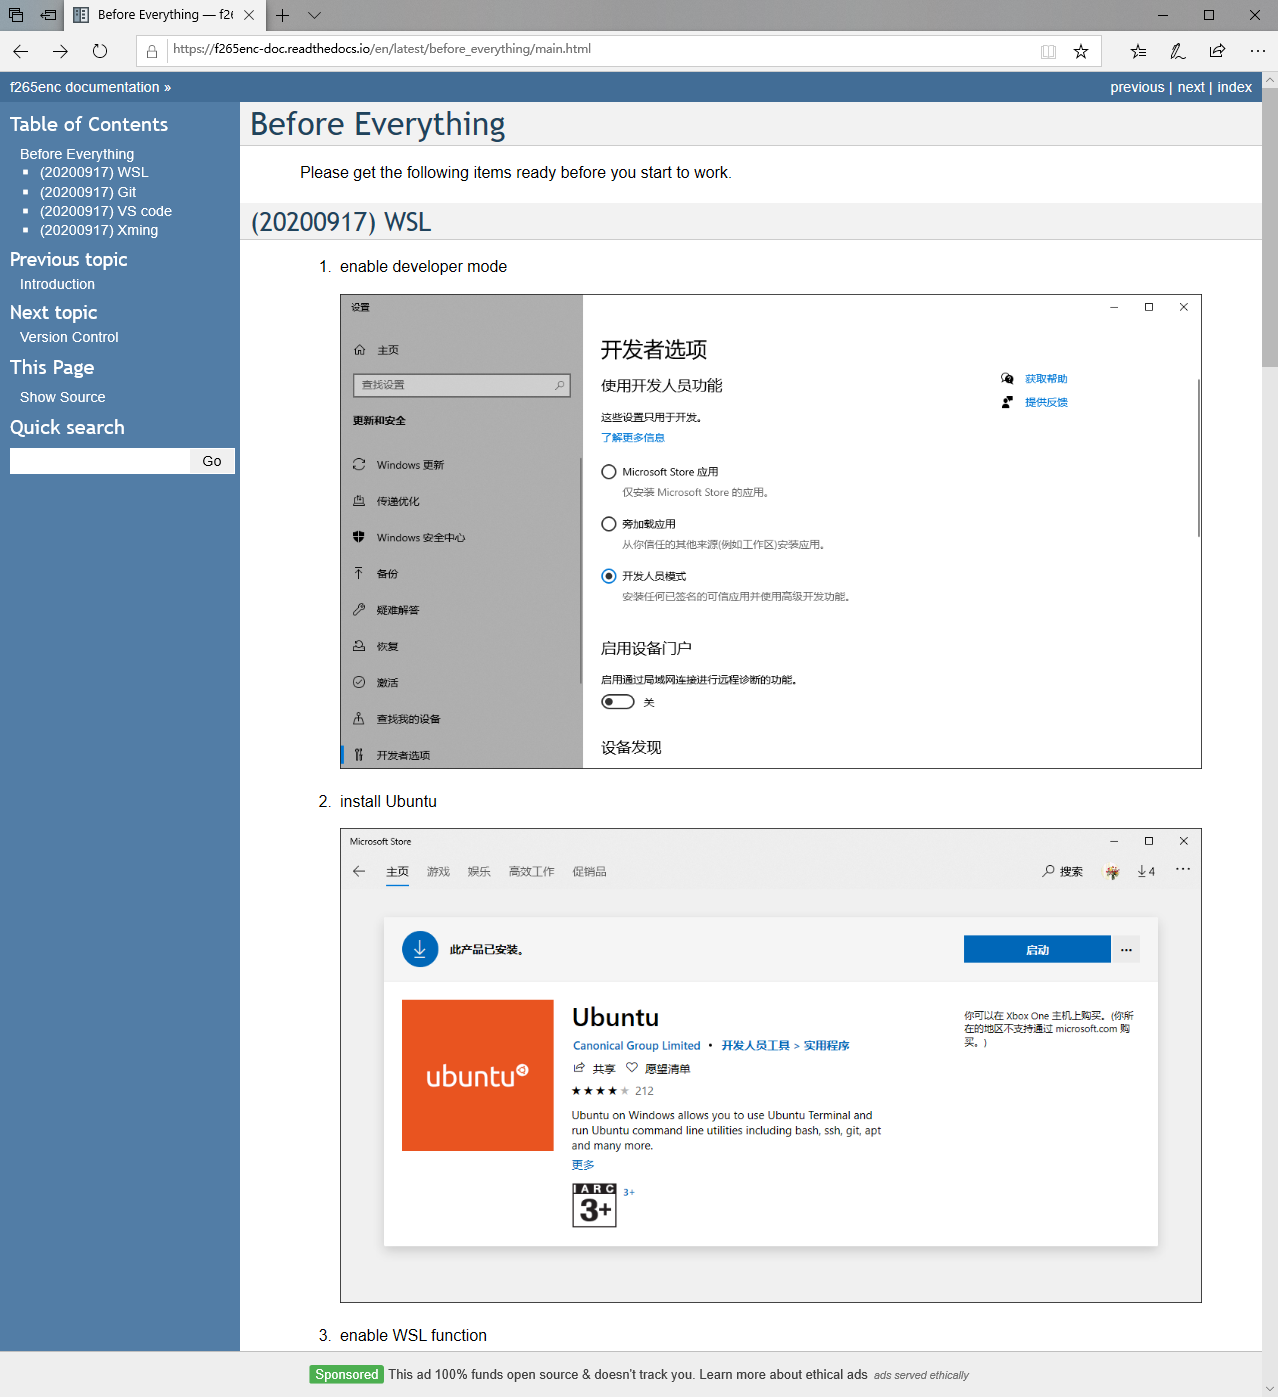 Before Everything — f26
https://f265enc-doc.readthedocs.io/en/latest/before_everything/main.html
f265enc documentation »
previous | next | index
Table of Contents
Before Everything
(20200917) WSL
(20200917) Git
(20200917) VS code
(20200917) Xming
Previous topic
Introduction
Next topic
Version Control
This Page
Show Source
Quick search
Go
Before Everything
Please get the following items ready before you start to work.
(20200917) WSL
1. enable developer mode
设置
主页
查找设置
更新和安全
Windows 更新
传递优化
Windows 安全中心
备份
疑难解答
恢复
激活
查找我的设备
开发者选项
开发者选项
使用开发人员功能
这些设置只用于开发。
了解更多信息
Microsoft Store 应用
仅安装 Microsoft Store 的应用。
旁加载应用
从你信任的其他来源(例如工作区)安装应用。
开发人员模式
安装任何已签名的可信应用并使用高级开发功能。
启用设备门户
启用通过局域网连接进行远程诊断的功能。
关
设备发现
获取帮助
提供反馈
2. install Ubuntu
Microsoft Store
主页 游戏 娱乐 高效工作 促销品
搜索
4
此产品已安装。
启动
ubuntu
Ubuntu
Canonical Group Limited • 开发人员工具 > 实用程序
共享 愿望清单
212
Ubuntu on Windows allows you to use Ubuntu Terminal and
run Ubuntu command line utilities including bash, ssh, git, apt
and many more.
更多
IARC
3+
3+
你可以在 Xbox One 主机上购买。(你所
在的地区不支持通过 microsoft.com 购
买。)
3. enable WSL function
Sponsored This ad 100% funds open source & doesn't track you. Learn more about ethical ads ads served ethically